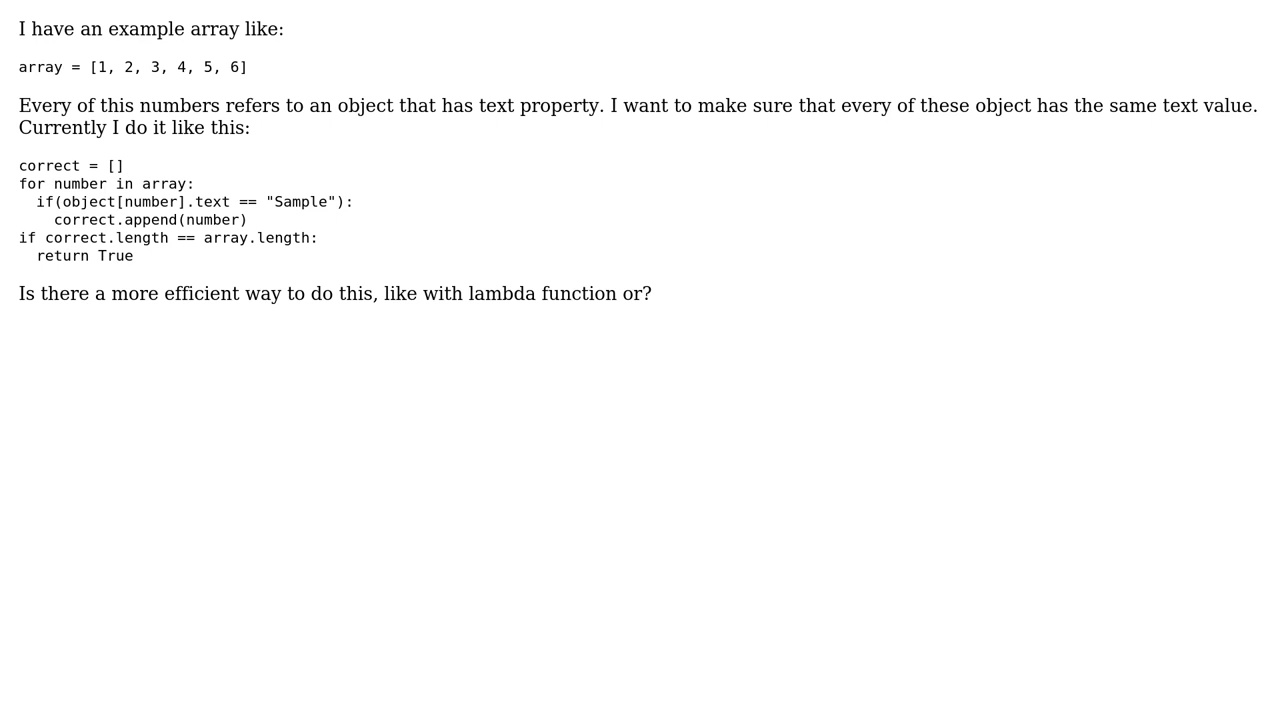 I have an example array like:
array = [1, 2, 3, 4, 5, 6]
Every of this numbers refers to an object that has text property. I want to make sure that every of these object has the same text value.
Currently I do it like this:
correct = []
for number in array:
  if(object[number].text == "Sample"):
    correct.append(number)
if correct.length == array.length:
  return True
Is there a more efficient way to do this, like with lambda function or?